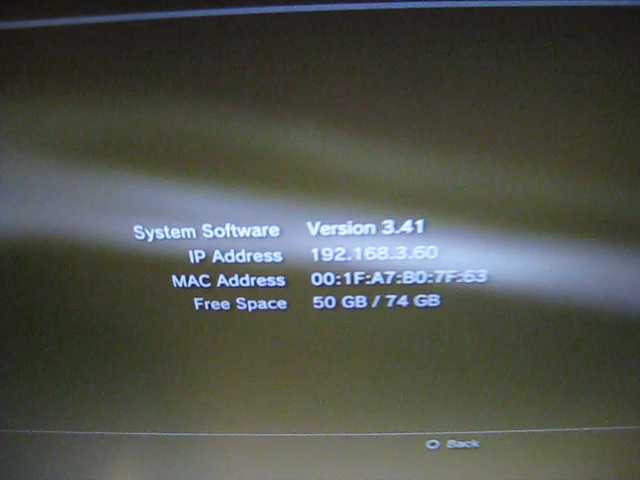 System Software Version 3.41
IP Address 192.168.3.60
MAC Address 00:1F:A7:B0:7F:63
Free Space 50 GB / 74 GB
Back